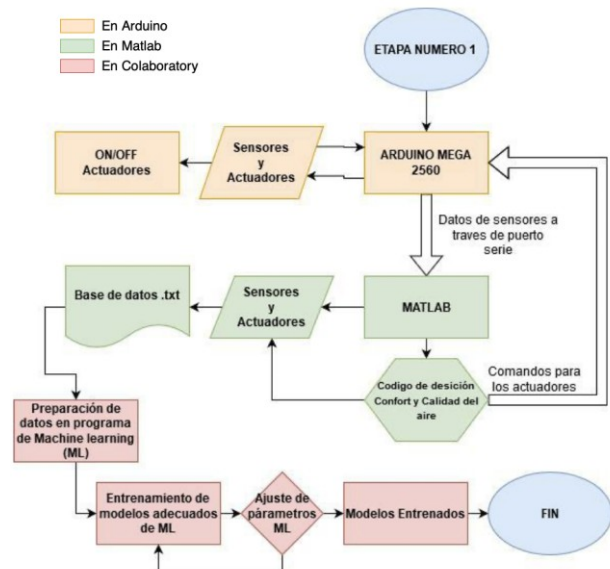 En Arduino
En Matlab
En Colaboratory
ETAPA NUMERO 1
ON/OFF
Actuadores
Sensores
y
Actuadores
ARDUINO MEGA
2560
Datos de sensores a
traves de puerto
serie
Base de datos .txt
Sensores
y
Actuadores
MATLAB
Codigo de desición
Confort y Calidad del
aire
Comandos para
los actuadores
Preparación de
datos en programa
de Machine learning
(ML)
Entrenamiento de
modelos adecuados
de ML
Ajuste de
párametros
ML
Modelos Entrenados
FIN